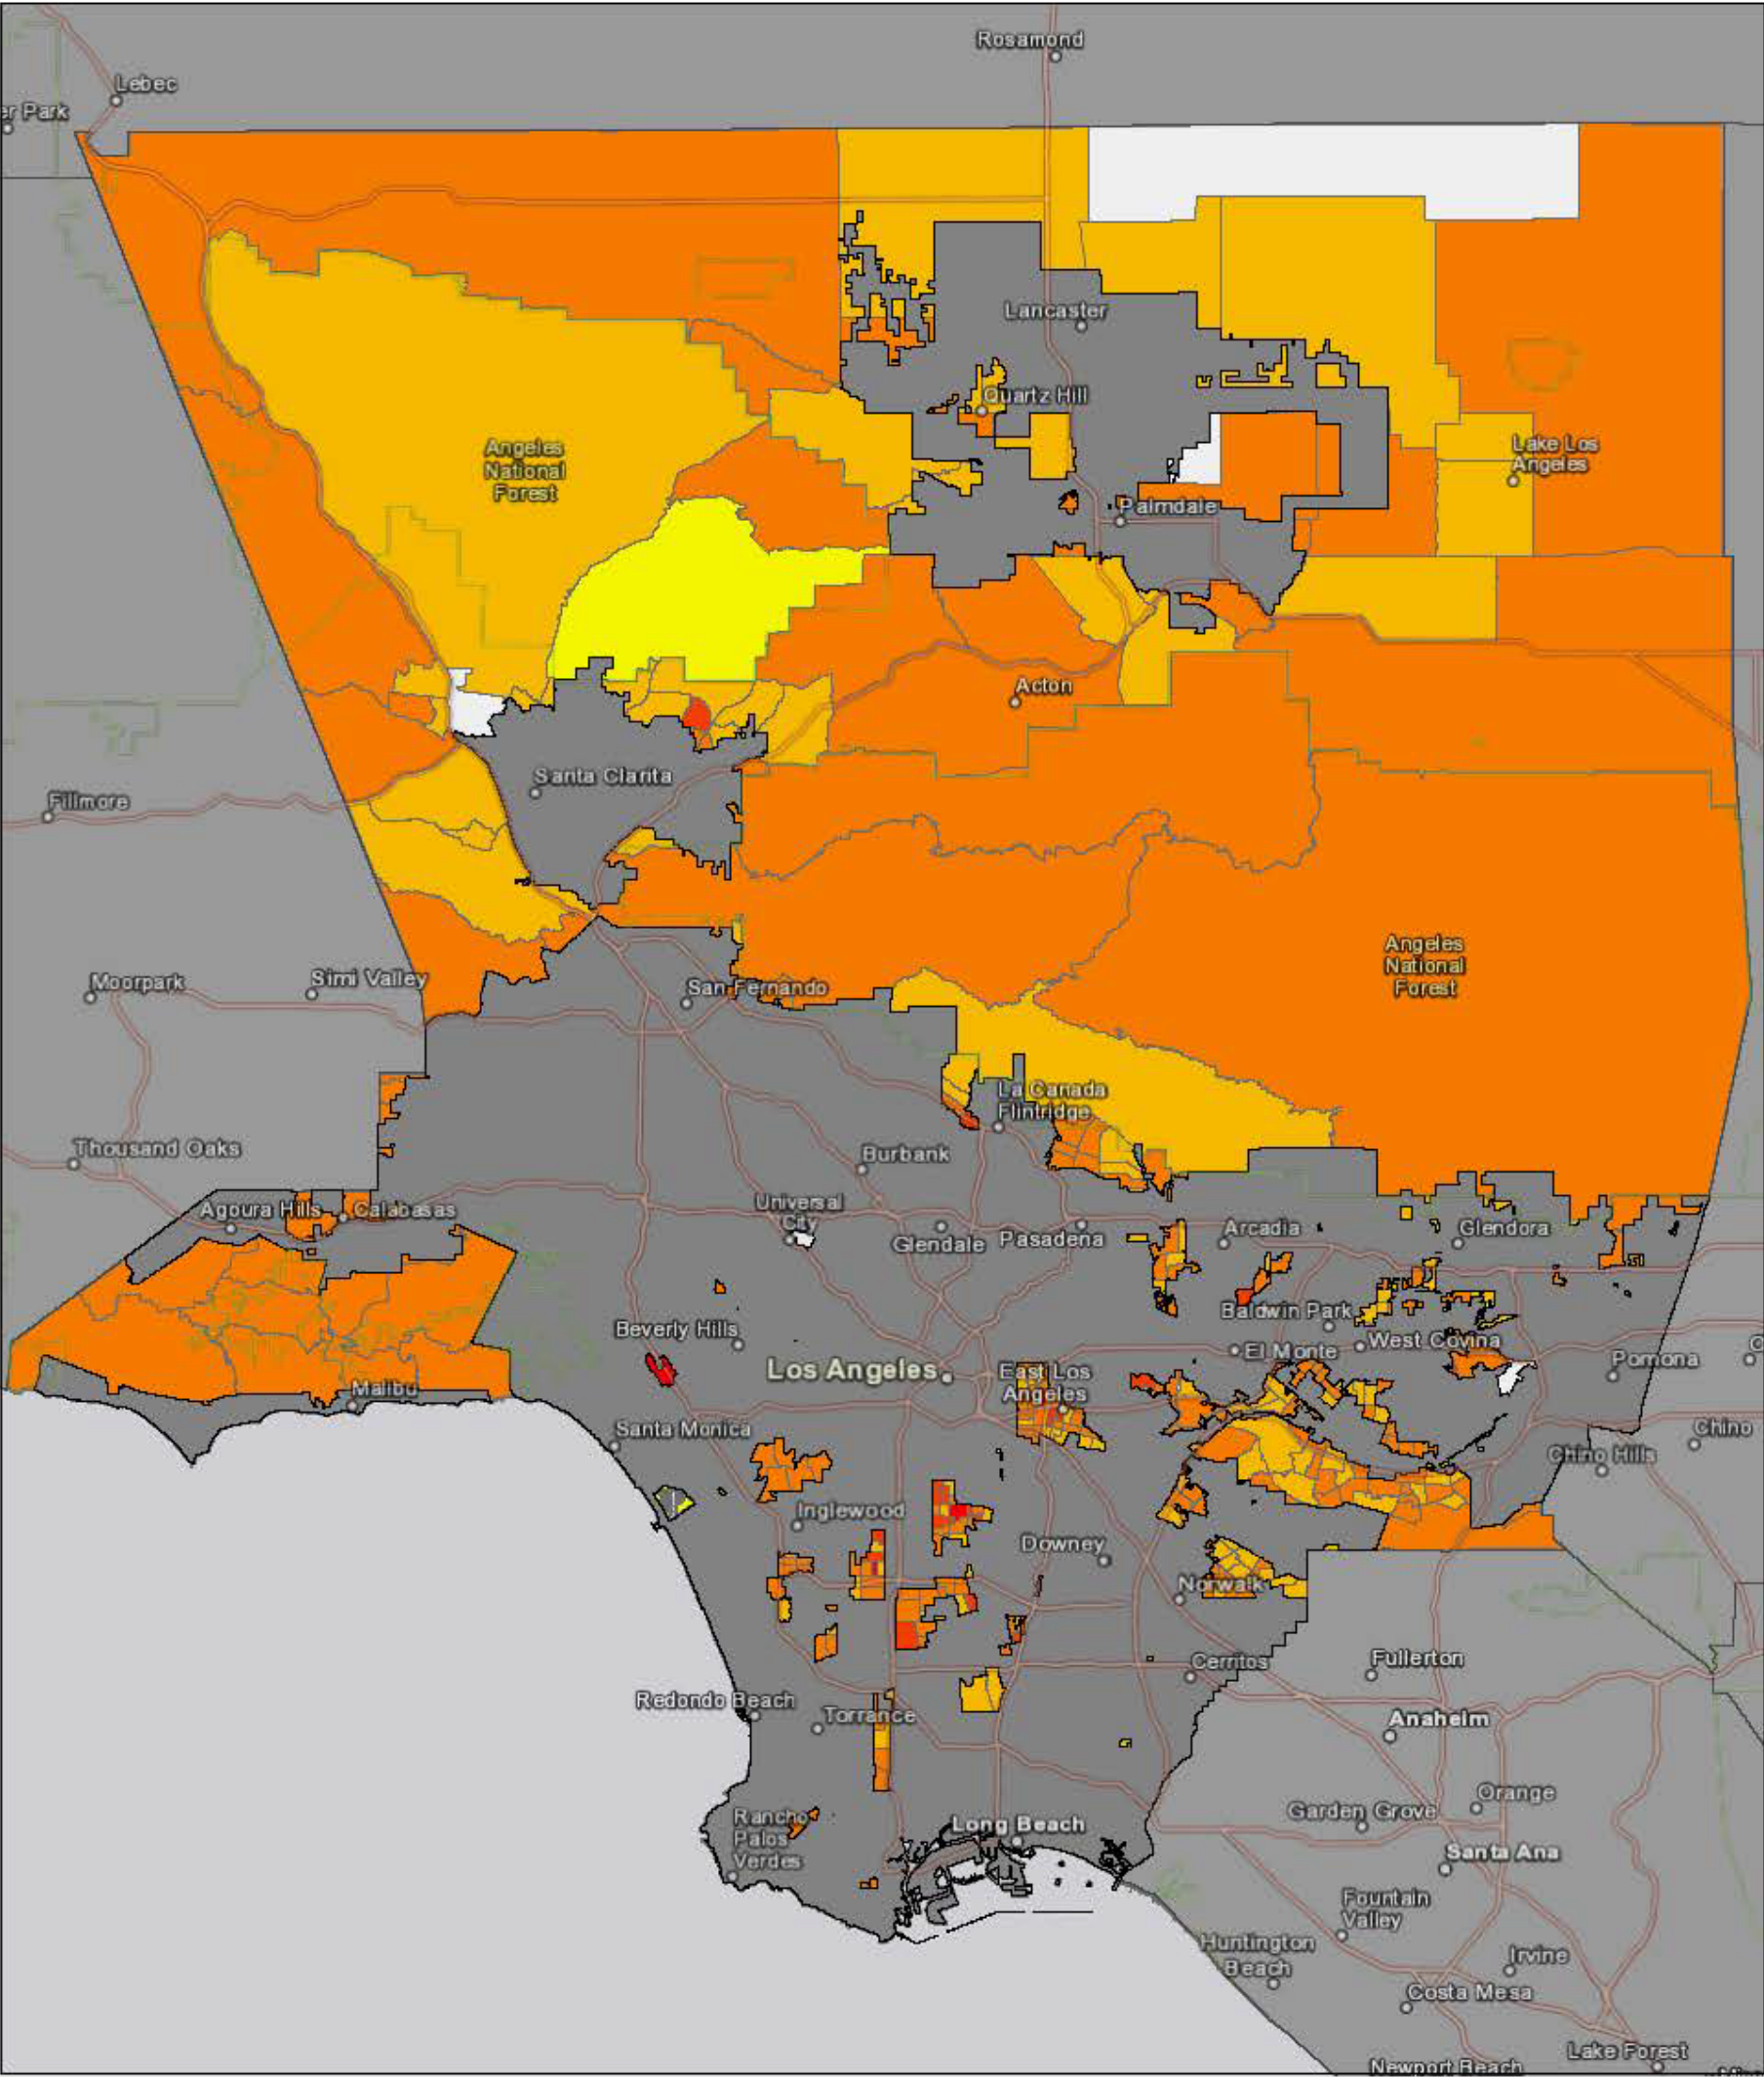 Rosamond
Lebec
er Park
Lancaster
Quartz Hill
Lake Los
Angeles
Angeles
National
Forest
Palmdale
Acton
Santa Clarita
Fillmore
Angeles
National
Forest
Moorpark
Simi Valley
San Fernando
La Canada
Flintridge
Thousand Oaks
Burbank
Agoura Hills
Calabasas
Universal
City
Glendale
Pasadena
Arcadia
Glendora
Baldwin Park
Beverly Hills
El Monte
West Covina
Los Angeles
East Los
Angeles
Pomona
Malibu
Santa Monica
Chino
Chino Hills
Inglewood
Downey
Norwalk
Cerritos
Fullerton
Redondo Beach
Torrance
Anaheim
Orange
Garden Grove
Rancho
Palos
Verdes
Long Beach
Santa Ana
Fountain
Valley
Huntington
Beach
Irvine
Costa Mesa
Lake Forest
Newport Beach